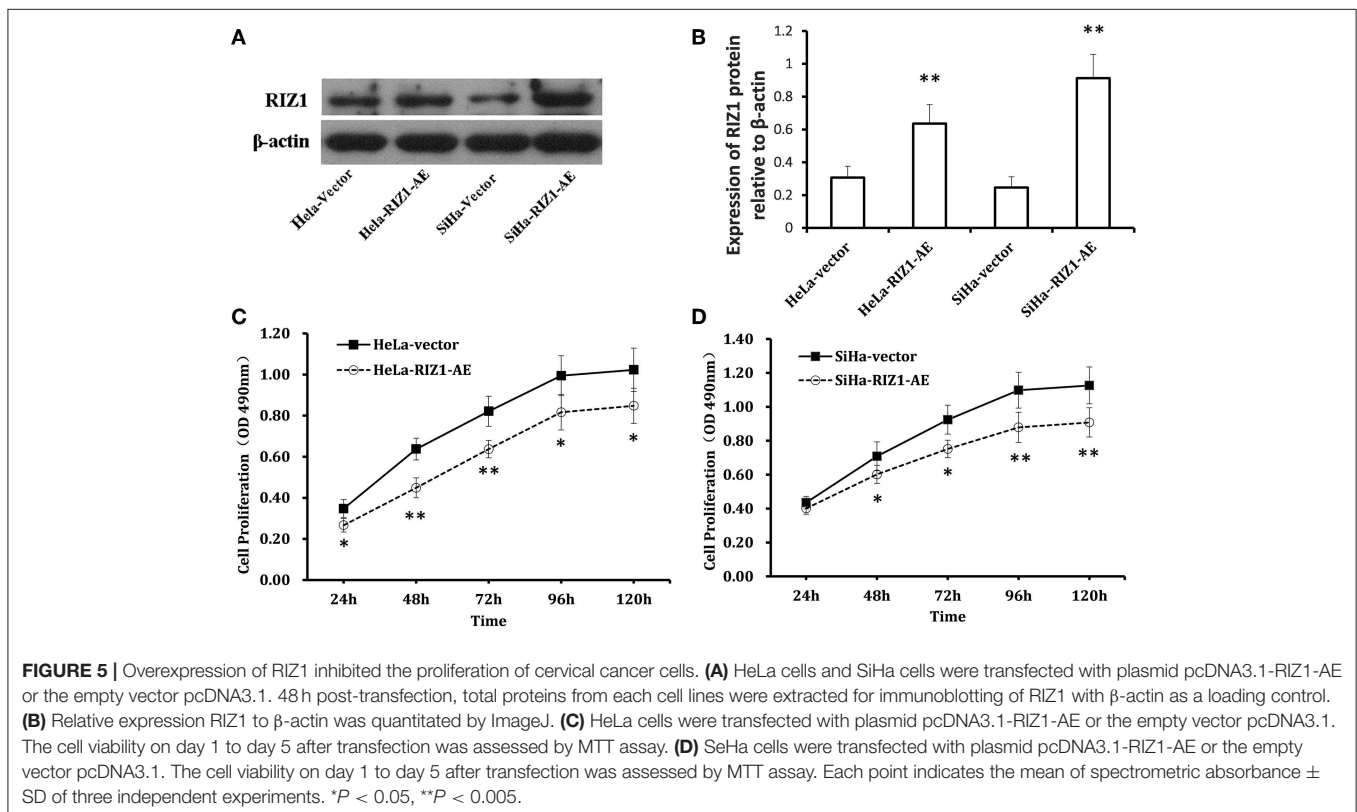 A
RIZ1
β-actin
Hela-Vector
Hela-RIZ1-AE
SiHa-Vector
SiHa-RIZ1-AE
B
Expression of RIZ1 protein
relative to β-actin
1.2
1
0.8
0.6
0.4
0.2
0
**
**
HeLa-vector
HeLa-RIZ1-AE
SiHa-vector
SiHa--RIZ1-AE
C
Cell Proliferation (OD 490nm)
1.20
1.00
0.80
0.60
0.40
0.20
0.00
HeLa-vector
HeLa-RIZ1-AE
*
**
**
*
*
24h 48h 72h 96h 120h
Time
D
Cell Proliferation (OD 490nm)
1.40
1.20
1.00
0.80
0.60
0.40
0.20
0.00
SiHa-vector
SiHa-RIZ1-AE
*
*
**
**
24h 48h 72h 96h 120h
Time
FIGURE 5 | Overexpression of RIZ1 inhibited the proliferation of cervical cancer cells. (A) HeLa cells and SiHa cells were transfected with plasmid pcDNA3.1-RIZ1-AE
or the empty vector pcDNA3.1. 48 h post-transfection, total proteins from each cell lines were extracted for immunoblotting of RIZ1 with β-actin as a loading control.
(B) Relative expression RIZ1 to β-actin was quantitated by ImageJ. (C) HeLa cells were transfected with plasmid pcDNA3.1-RIZ1-AE or the empty vector pcDNA3.1.
The cell viability on day 1 to day 5 after transfection was assessed by MTT assay. (D) SeHa cells were transfected with plasmid pcDNA3.1-RIZ1-AE or the empty
vector pcDNA3.1. The cell viability on day 1 to day 5 after transfection was assessed by MTT assay. Each point indicates the mean of spectrometric absorbance ±
SD of three independent experiments. *P < 0.05, **P < 0.005.